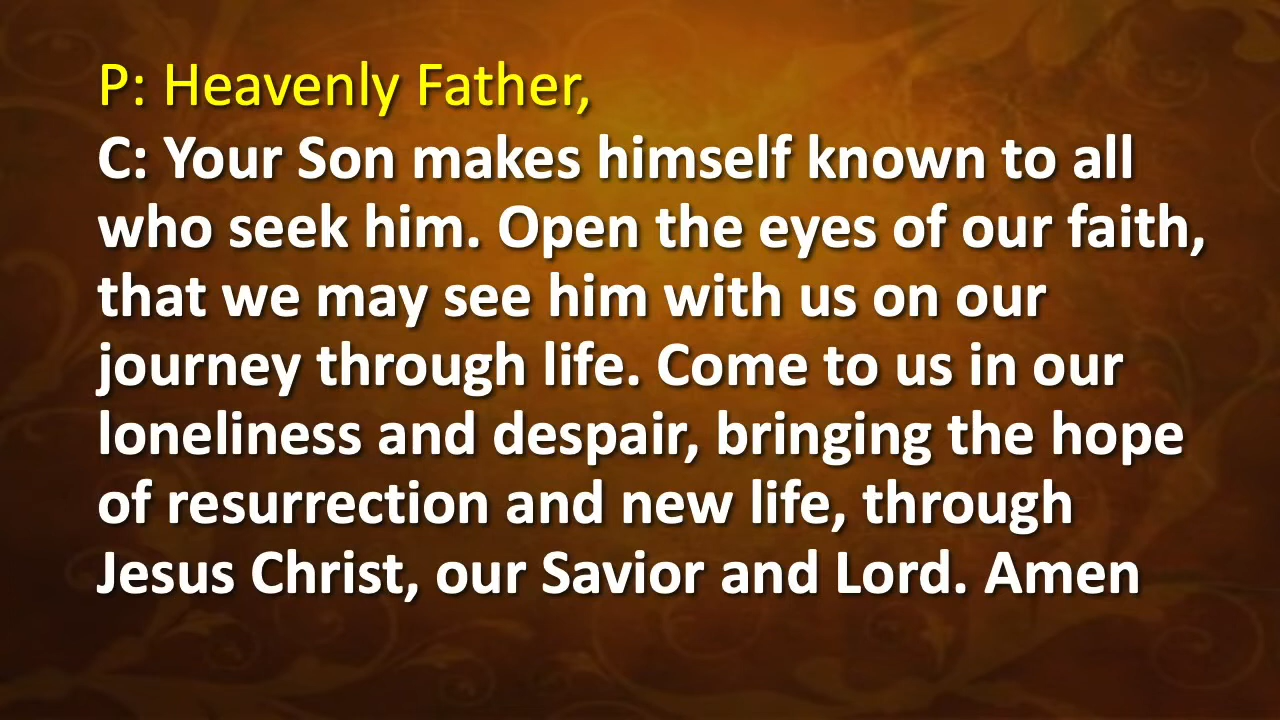 P: Heavenly Father,
C: Your Son makes himself known to all
who seek him. Open the eyes of our faith,
that we may see him with us on our
journey through life. Come to us in our
loneliness and despair, bringing the hope
of resurrection and new life, through
Jesus Christ, our Savior and Lord. Amen